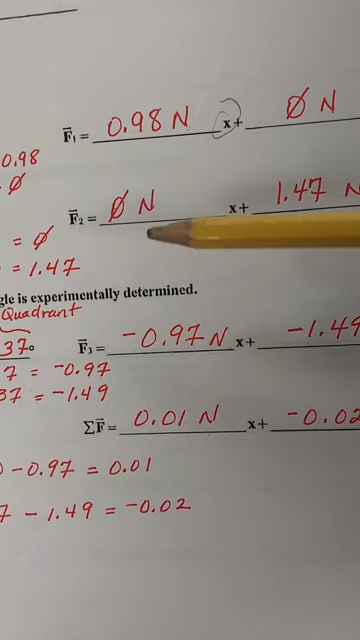 F⃗₁ = 0.98 N x+ Ø N
0.98
= Ø
F⃗₂ = Ø N x+ 1.47 N
= Ø
= 1.47
gle is experimentally determined.
Quadrant
37°
F⃗₃ = -0.97 N x+ -1.49
7 = -0.97
37 = -1.49
ΣF⃗ = 0.01 N x+ -0.02
- 0.97 = 0.01
7 - 1.49 = -0.02